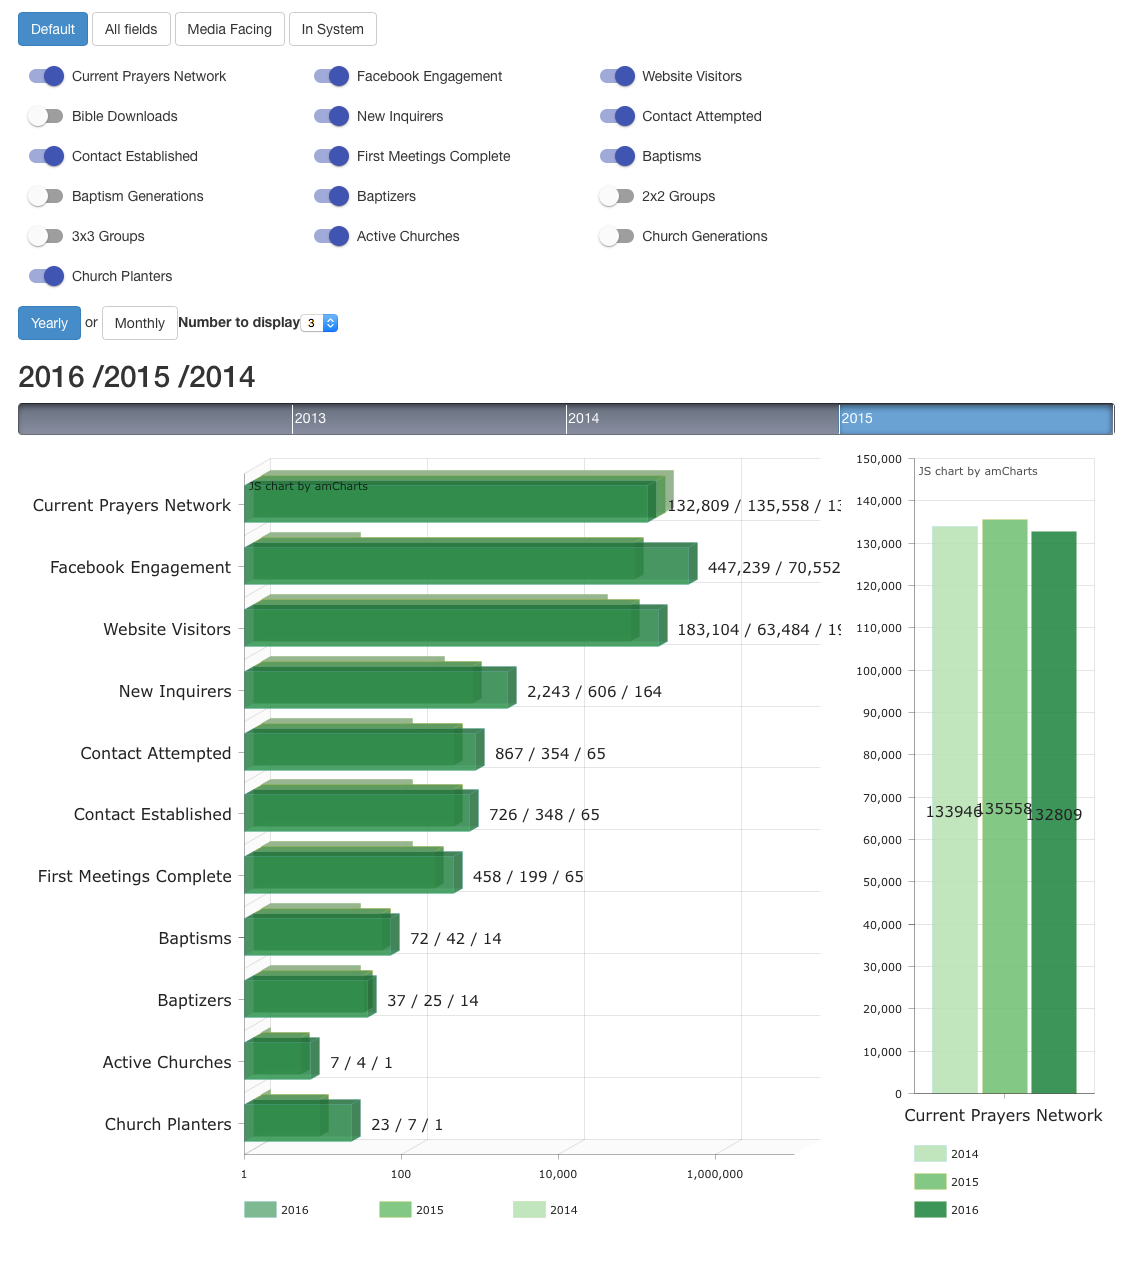 Default All fields Media Facing In System
Current Prayers Network Facebook Engagement Website Visitors
Bible Downloads New Inquirers Contact Attempted
Contact Established First Meetings Complete Baptisms
Baptism Generations Baptizers 2x2 Groups
3x3 Groups Active Churches Church Generations
Church Planters
Yearly or Monthly Number to display 3
2016 /2015 /2014
2013 2014 2015
JS chart by amCharts
Current Prayers Network 132,809 / 135,558 / 13
Facebook Engagement 447,239 / 70,552
Website Visitors 183,104 / 63,484 / 19
New Inquirers 2,243 / 606 / 164
Contact Attempted 867 / 354 / 65
Contact Established 726 / 348 / 65
First Meetings Complete 458 / 199 / 65
Baptisms 72 / 42 / 14
Baptizers 37 / 25 / 14
Active Churches 7 / 4 / 1
Church Planters 23 / 7 / 1
1 100 10,000 1,000,000
2016 2015 2014
JS chart by amCharts
150,000
140,000
130,000
120,000
110,000
100,000
90,000
80,000
70,000
60,000
50,000
40,000
30,000
20,000
10,000
0
133946 135558 132809
Current Prayers Network
2014
2015
2016